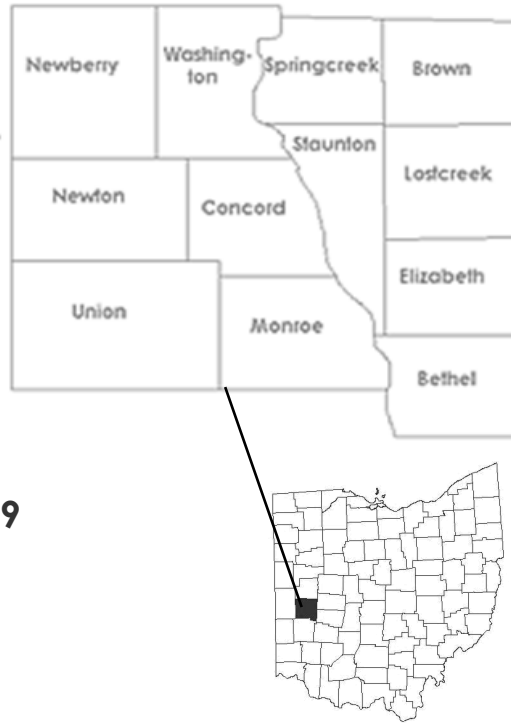 Newberry
Washing-
ton
Springcreek
Brown
Staunton
Lostcreek
Newton
Concord
Elizabeth
Union
Monroe
Bethel
9